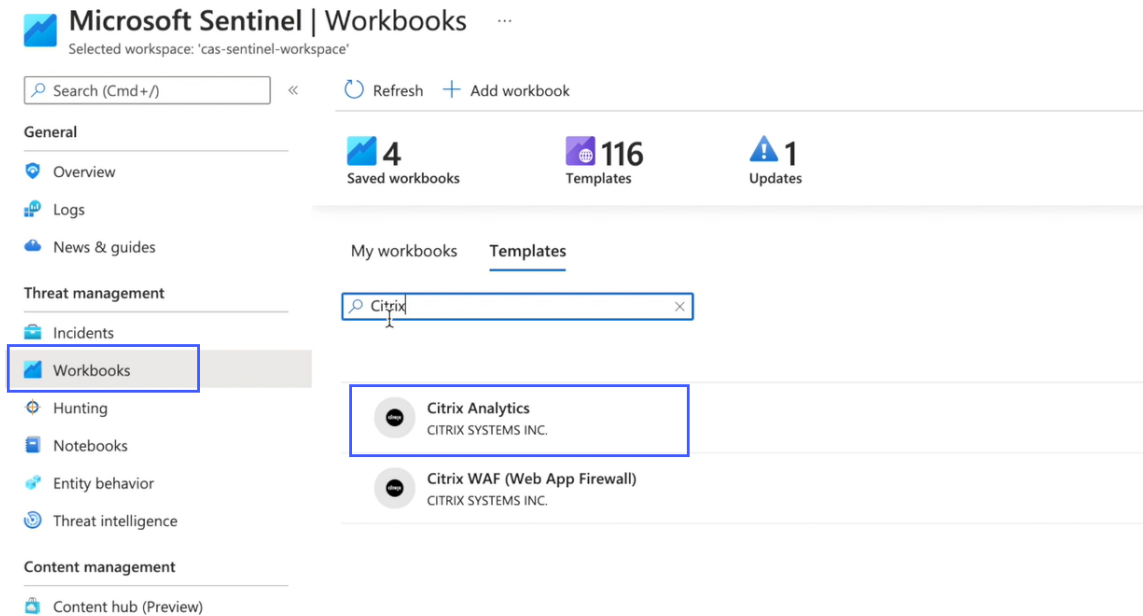 Microsoft Sentinel | Workbooks ...
Selected workspace: 'cas-sentinel-workspace'
Search (Cmd+/)
«
Refresh
Add workbook
General
Overview
Logs
News & guides
Threat management
Incidents
Workbooks
Hunting
Notebooks
Entity behavior
Threat intelligence
Content management
Content hub (Preview)
4
Saved workbooks
116
Templates
1
Updates
My workbooks
Templates
Citrix
citrix
Citrix Analytics
CITRIX SYSTEMS INC.
citrix
Citrix WAF (Web App Firewall)
CITRIX SYSTEMS INC.